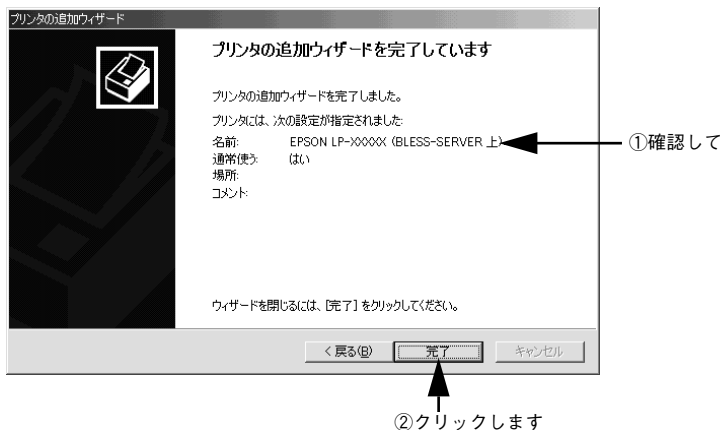 プリンタの追加ウィザード
プリンタの追加ウィザードを完了しています
プリンタの追加ウィザードを完了しました。
プリンタには、次の設定が指定されました:
名前: EPSON LP-XXXXX (BLESS-SERVER 上)
①確認して
通常使う: はい
場所:
コメント:
ウィザードを閉じるには、[完了] をクリックしてください。
< 戻る(B) 完了 キャンセル
②クリックします